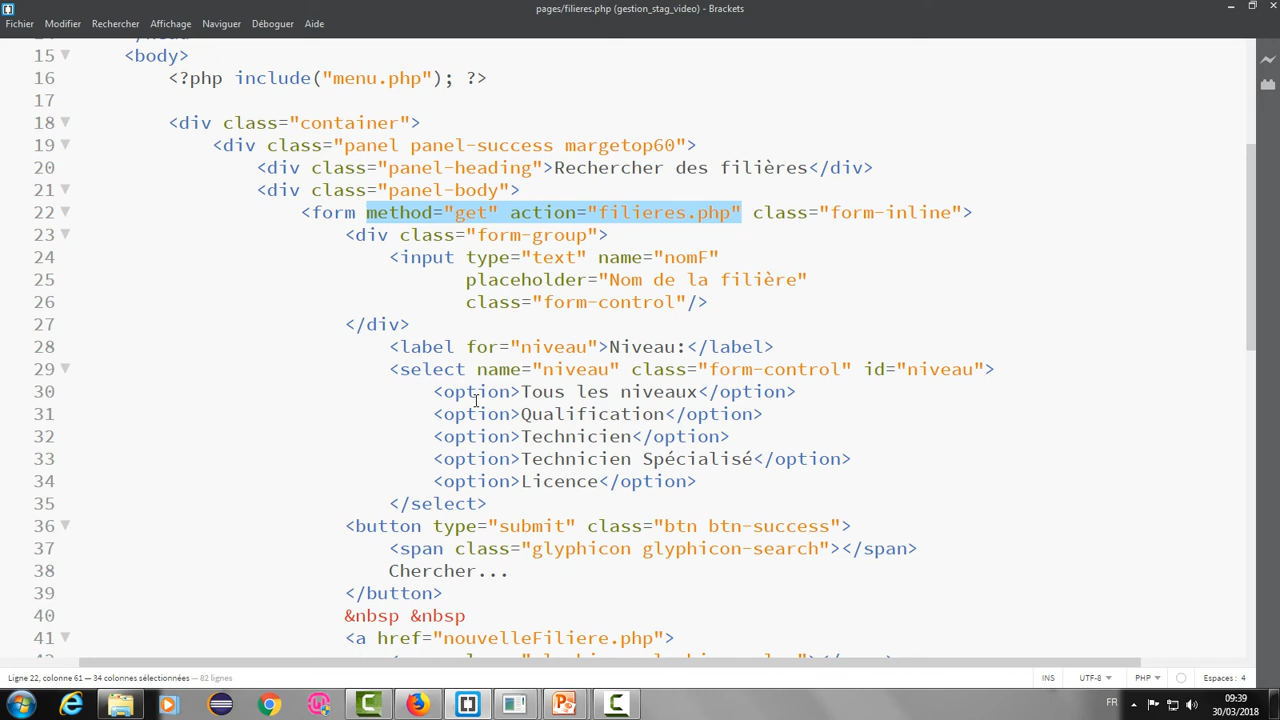 pages/filieres.php (gestion_stag_video) - Brackets
Fichier Modifier Rechercher Affichage Naviguer Déboguer Aide
15 <body>
16 <?php include("menu.php"); ?>
17
18 <div class="container">
19 <div class="panel panel-success margetop60">
20 <div class="panel-heading">Rechercher des filières</div>
21 <div class="panel-body">
22 <form method="get" action="filieres.php" class="form-inline">
23 <div class="form-group">
24 <input type="text" name="nomF"
25 placeholder="Nom de la filière"
26 class="form-control"/>
27 </div>
28 <label for="niveau">Niveau:</label>
29 <select name="niveau" class="form-control" id="niveau">
30 <option>Tous les niveaux</option>
31 <option>Qualification</option>
32 <option>Technicien</option>
33 <option>Technicien Spécialisé</option>
34 <option>Licence</option>
35 </select>
36 <button type="submit" class="btn btn-success">
37 <span class="glyphicon glyphicon-search"></span>
38 Chercher...
39 </button>
40 &nbsp &nbsp
41 <a href="nouvelleFiliere.php">
Ligne 22, colonne 61 — 34 colonnes sélectionnées — 82 lignes
INS UTF-8 PHP Espaces : 4
FR 09:39
30/03/2018